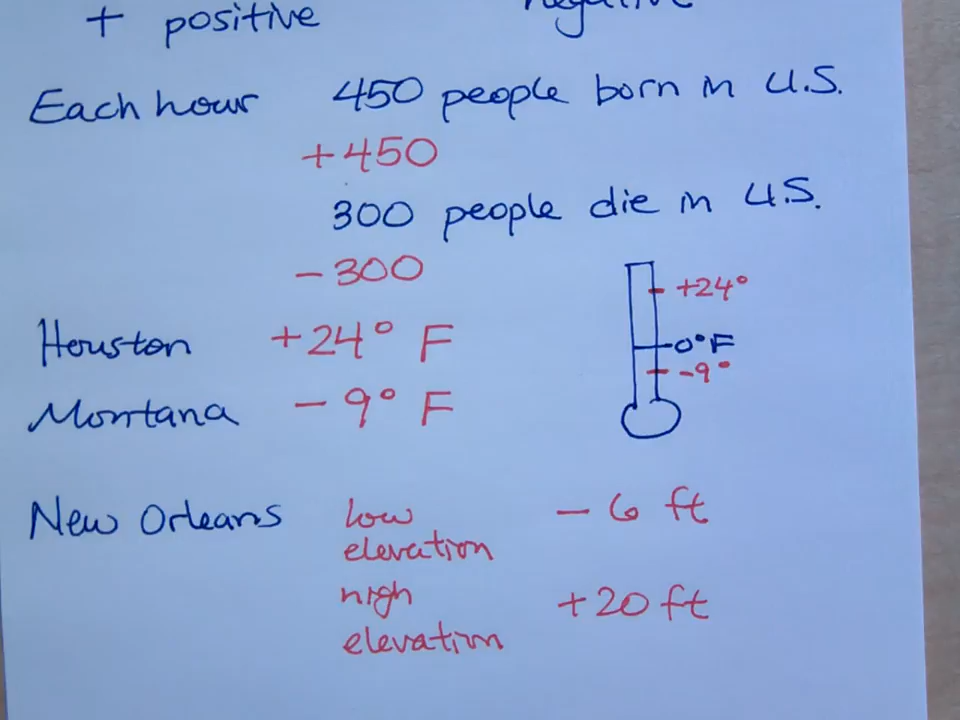 + positive negative
Each hour 450 people born in U.S.
+450
300 people die in U.S.
-300
+24°
Houston +24° F
0°F
-9°
Montana -9° F
New Orleans low elevation -6 ft
high elevation +20 ft